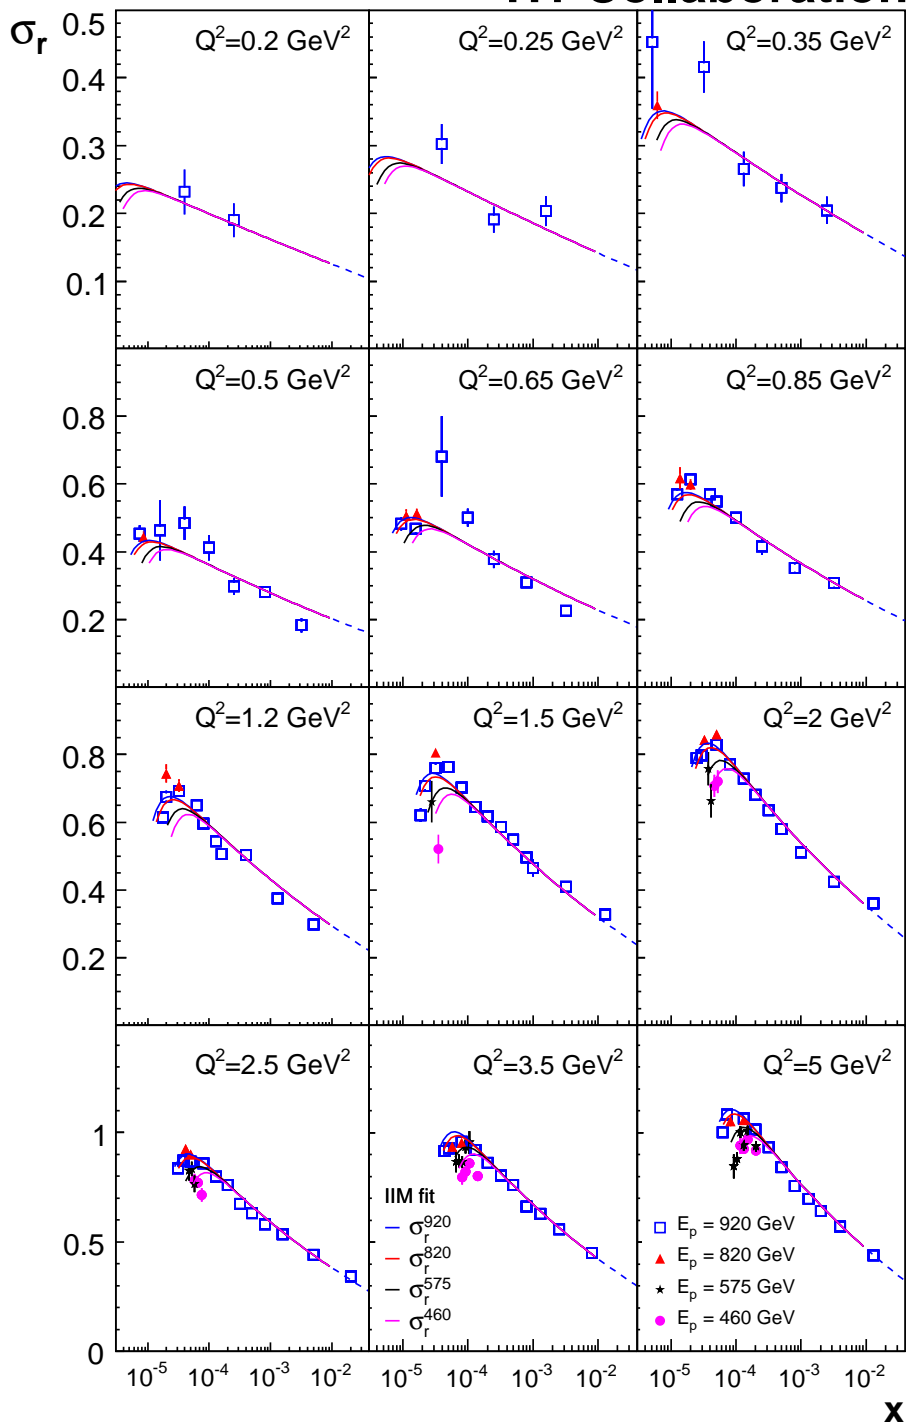 H1 Collaboration
σr
Q²=0.2 GeV²
Q²=0.25 GeV²
Q²=0.35 GeV²
0.5
0.4
0.3
0.2
0.1
Q²=0.5 GeV²
Q²=0.65 GeV²
Q²=0.85 GeV²
0.8
0.6
0.4
0.2
Q²=1.2 GeV²
Q²=1.5 GeV²
Q²=2 GeV²
0.8
0.6
0.4
0.2
Q²=2.5 GeV²
Q²=3.5 GeV²
Q²=5 GeV²
1
0.5
0
IIM fit
σr⁹²⁰
σr⁸²⁰
σr⁵⁷⁵
σr⁴⁶⁰
Ep = 920 GeV
Ep = 820 GeV
Ep = 575 GeV
Ep = 460 GeV
10⁻⁵ 10⁻⁴ 10⁻³ 10⁻² 10⁻⁵ 10⁻⁴ 10⁻³ 10⁻² 10⁻⁵ 10⁻⁴ 10⁻³ 10⁻²
x